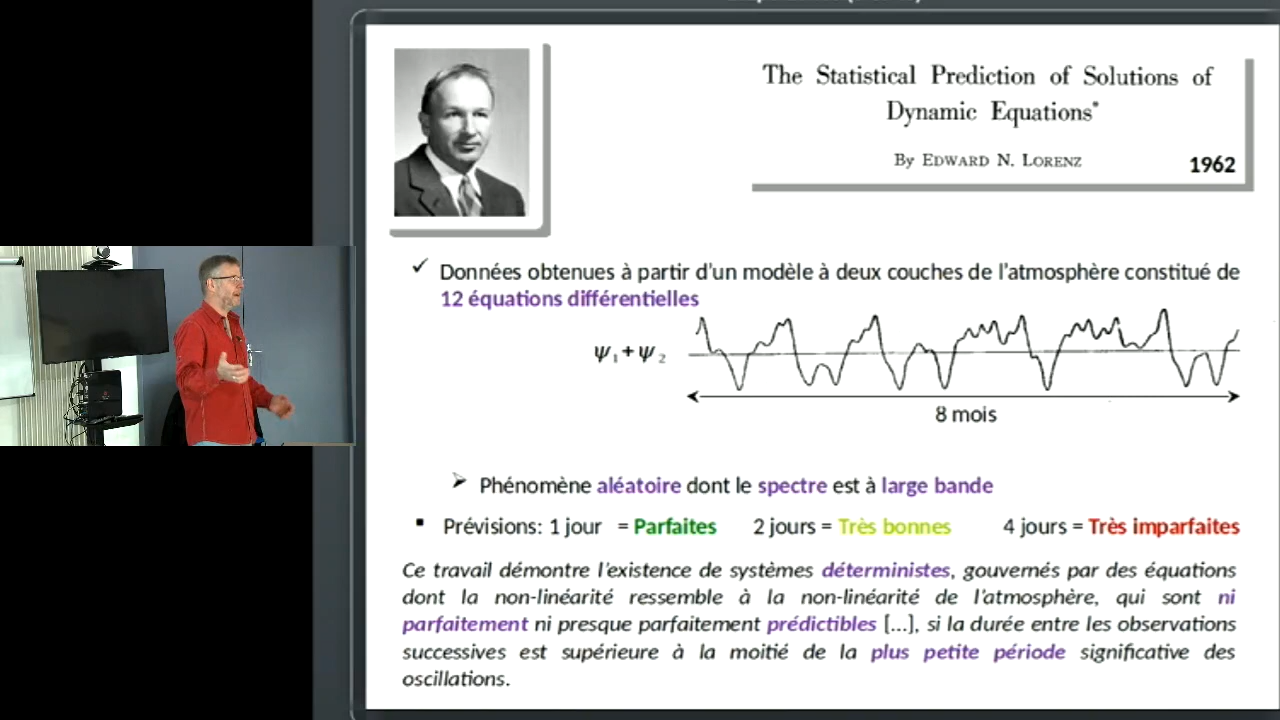 The Statistical Prediction of Solutions of
Dynamic Equations*
By EDWARD N. LORENZ
1962
✓ Données obtenues à partir d'un modèle à deux couches de l'atmosphère constitué de
12 équations différentielles
Ψ₁+Ψ₂
8 mois
➢ Phénomène aléatoire dont le spectre est à large bande
▪ Prévisions: 1 jour = Parfaites 2 jours = Très bonnes 4 jours = Très imparfaites
Ce travail démontre l'existence de systèmes déterministes, gouvernés par des équations
dont la non-linéarité ressemble à la non-linéarité de l'atmosphère, qui sont ni
parfaitement ni presque parfaitement prédictibles [...], si la durée entre les observations
successives est supérieure à la moitié de la plus petite période significative des
oscillations.